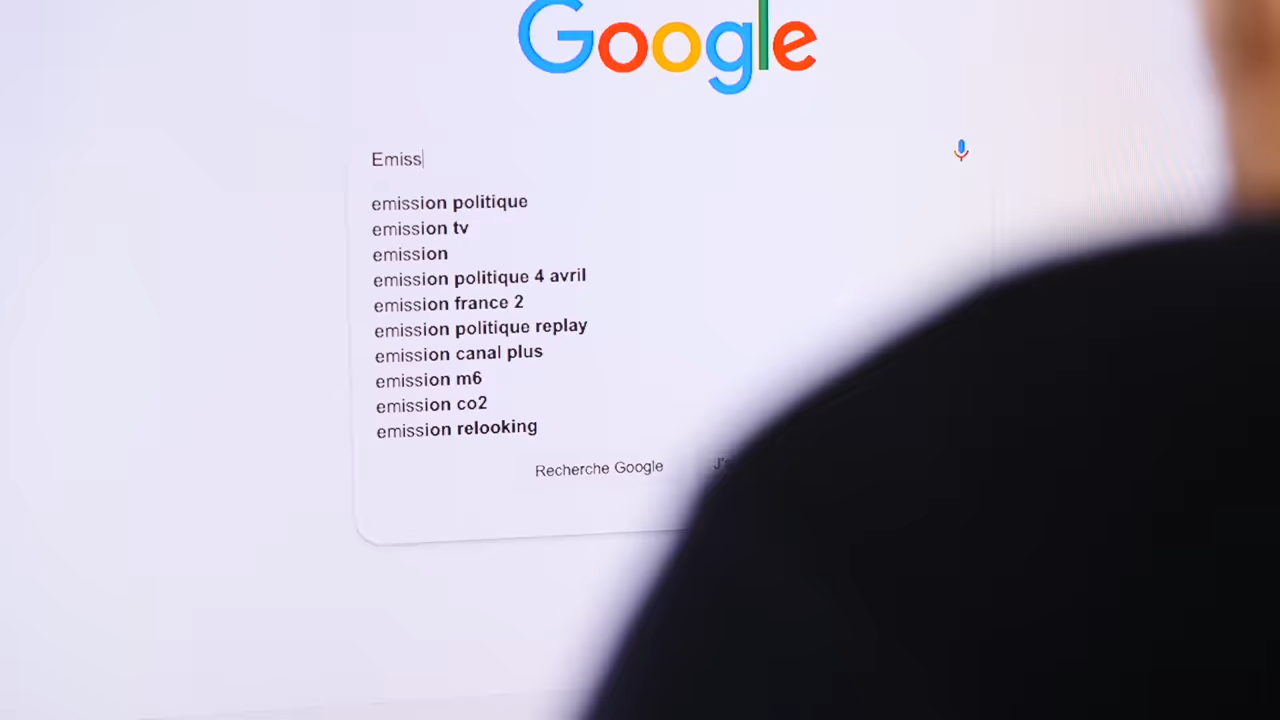 Google
Emiss
emission politique
emission tv
emission
emission politique 4 avril
emission france 2
emission politique replay
emission canal plus
emission m6
emission co2
emission relooking
Recherche Google